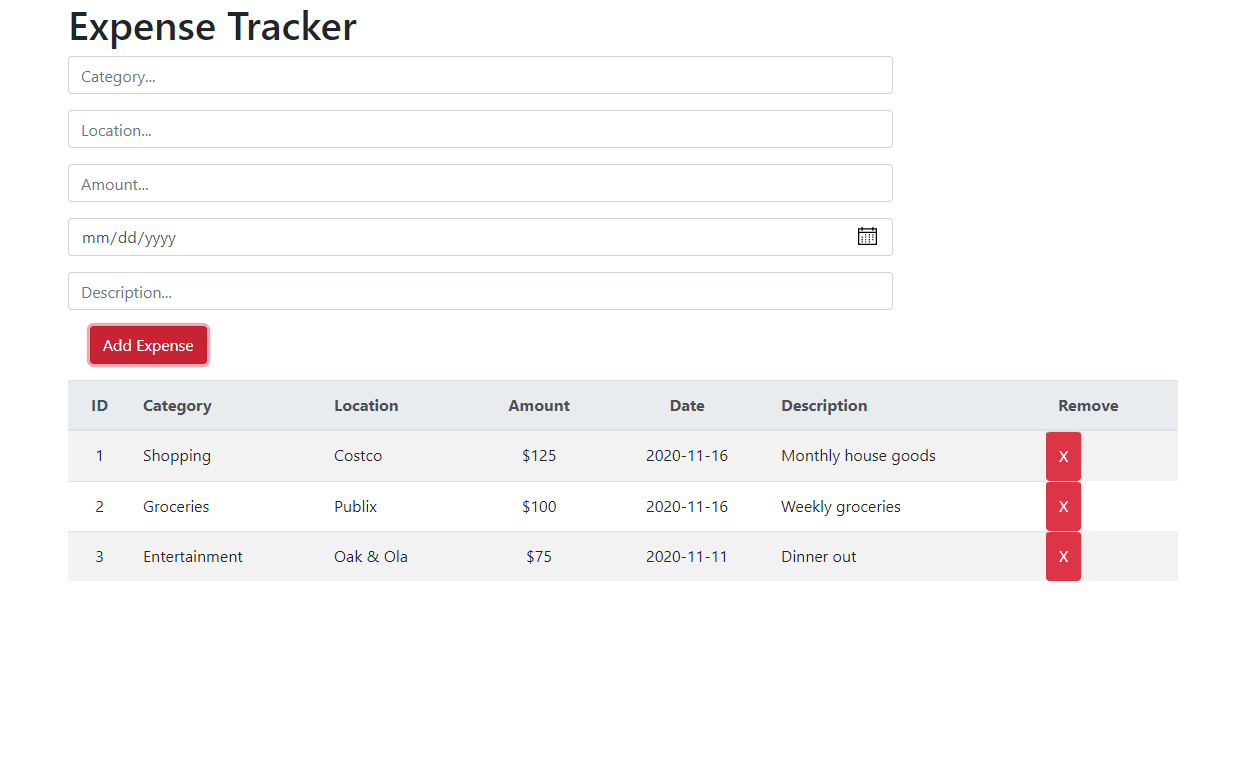 Expense Tracker
Category...
Location...
Amount...
mm/dd/yyyy
Description...
Add Expense
ID Category Location Amount Date Description Remove
1 Shopping Costco $125 2020-11-16 Monthly house goods X
2 Groceries Publix $100 2020-11-16 Weekly groceries X
3 Entertainment Oak & Ola $75 2020-11-11 Dinner out X